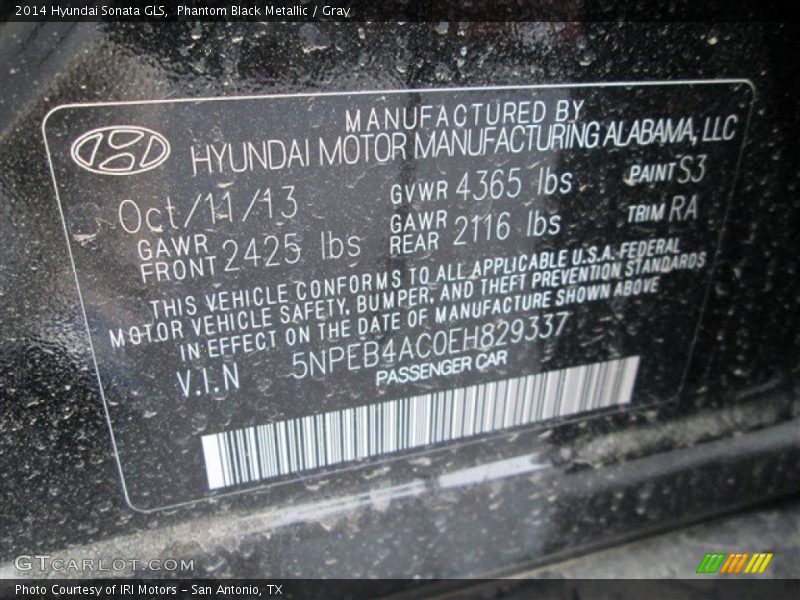 2014 Hyundai Sonata GLS, Phantom Black Metallic / Gray
MANUFACTURED BY
HYUNDAI MOTOR MANUFACTURING ALABAMA, LLC
Oct/11/13 GVWR 4365 lbs PAINT S3
GAWR FRONT 2425 lbs GAWR REAR 2116 lbs TRIM RA
THIS VEHICLE CONFORMS TO ALL APPLICABLE U.S.A. FEDERAL
MOTOR VEHICLE SAFETY, BUMPER, AND THEFT PREVENTION STANDARDS
IN EFFECT ON THE DATE OF MANUFACTURE SHOWN ABOVE
V.I.N 5NPEB4AC0EH829337
PASSENGER CAR
GTCARLOT.COM
Photo Courtesy of IRI Motors - San Antonio, TX